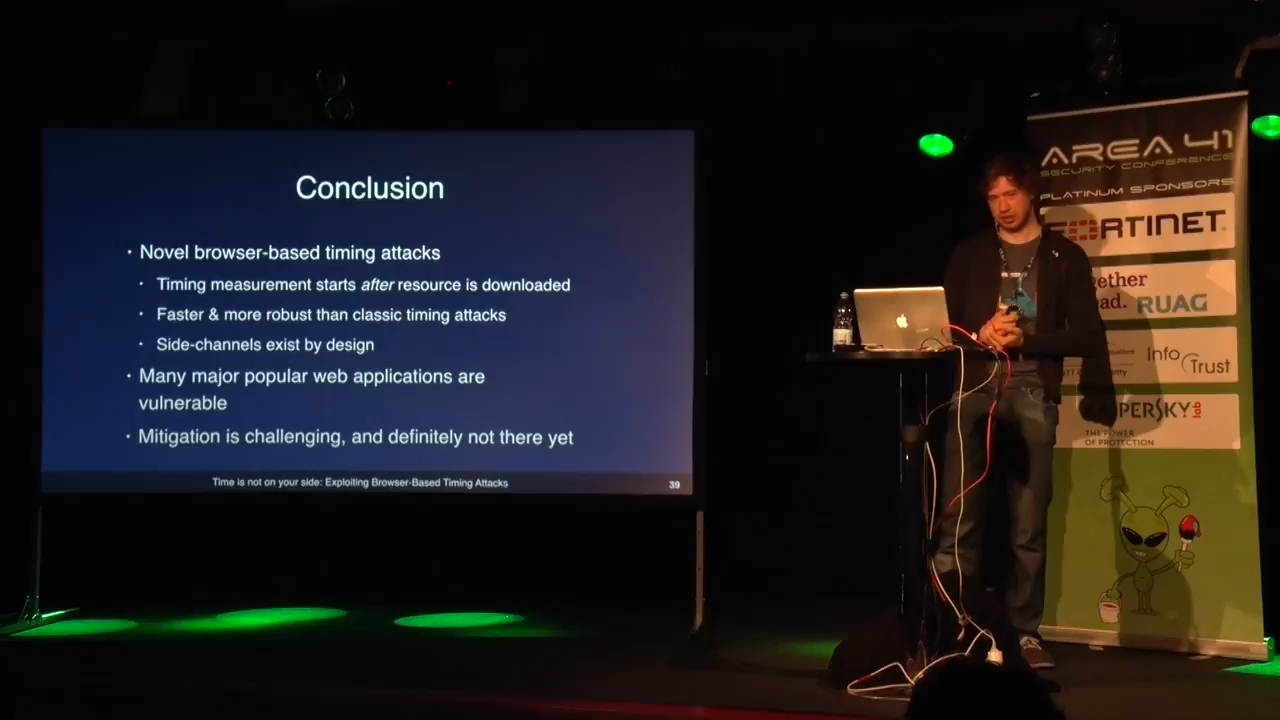 Conclusion
· Novel browser-based timing attacks
· Timing measurement starts after resource is downloaded
· Faster & more robust than classic timing attacks
· Side-channels exist by design
· Many major popular web applications are
vulnerable
· Mitigation is challenging, and definitely not there yet
Time is not on your side: Exploiting Browser-Based Timing Attacks
39
AREA 41
SECURITY CONFERENCE
PLATINUM SPONSORS
FORTINET
RUAG
Info
Trust
KASPERSKY lab
THE POWER
OF PROTECTION